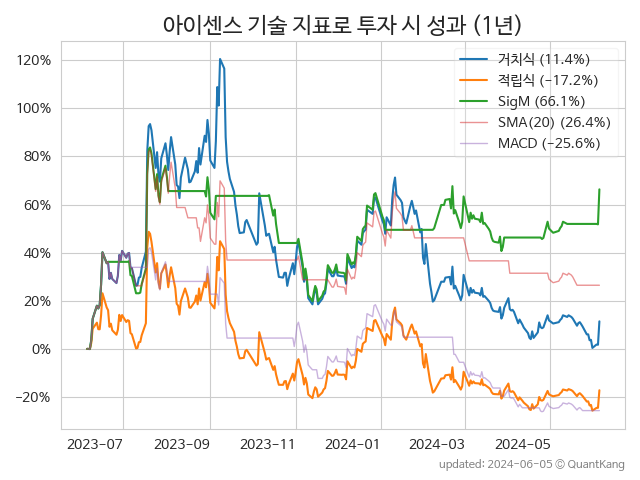 아이센스 기술 지표로 투자 시 성과 (1년)
거치식 (11.4%)
적립식 (−17.2%)
SigM (66.1%)
SMA(20) (26.4%)
MACD (−25.6%)
120%
100%
80%
60%
40%
20%
0%
−20%
2023−07
2023−09
2023−11
2024−01
2024−03
2024−05
updated: 2024-06-05 © QuantKang